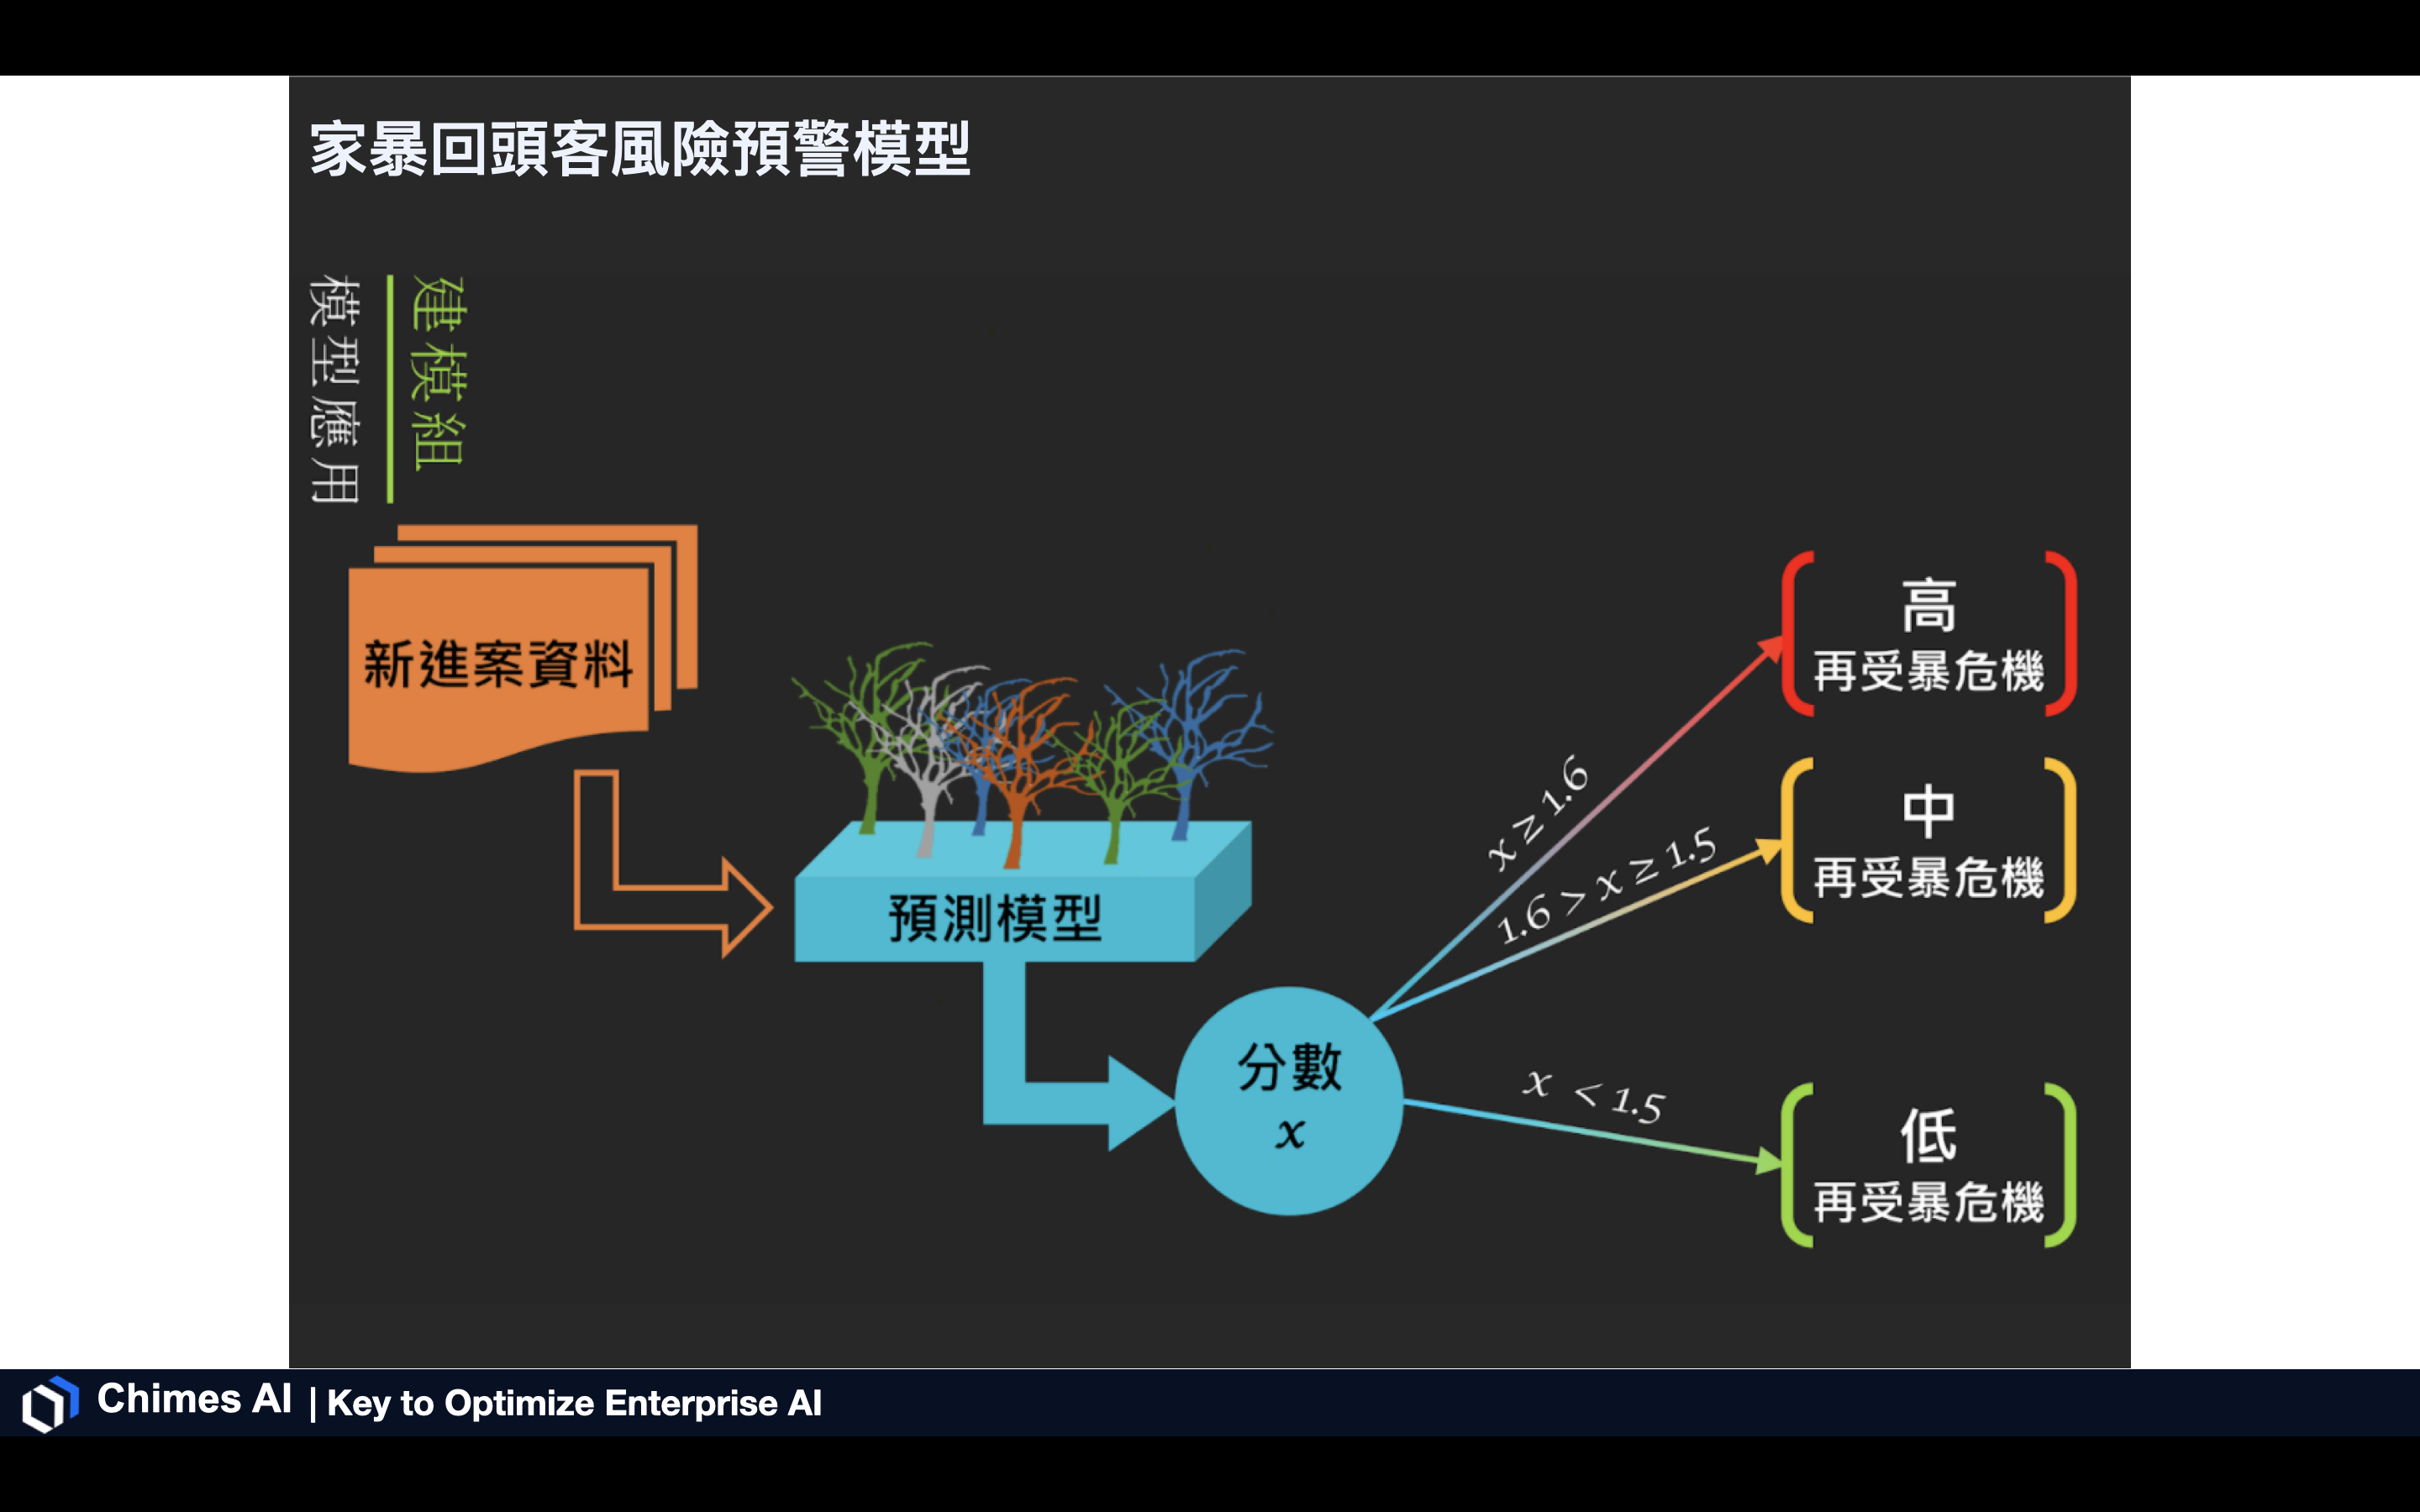 家暴回頭客風險預警模型
建模組
模型應用
新進案資料
預測模型
分數
x
x ≥ 1.6
1.6 > x ≥ 1.5
x < 1.5
高
再受暴危機
中
再受暴危機
低
再受暴危機
Chimes AI | Key to Optimize Enterprise AI